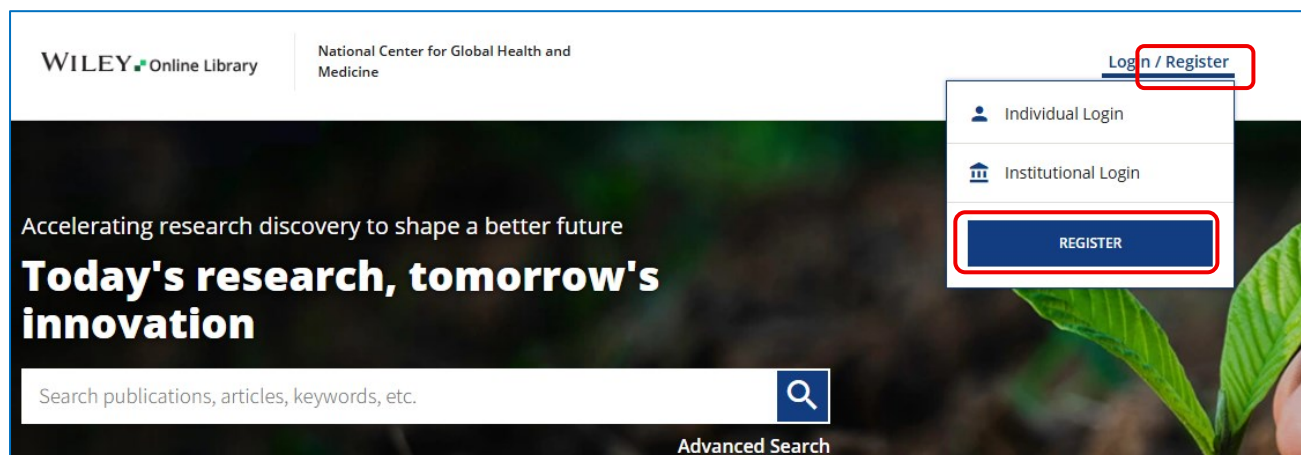 WILEY Online Library
National Center for Global Health and
Medicine
Login / Register
Individual Login
Institutional Login
REGISTER
Accelerating research discovery to shape a better future
Today's research, tomorrow's
innovation
Search publications, articles, keywords, etc.
Advanced Search